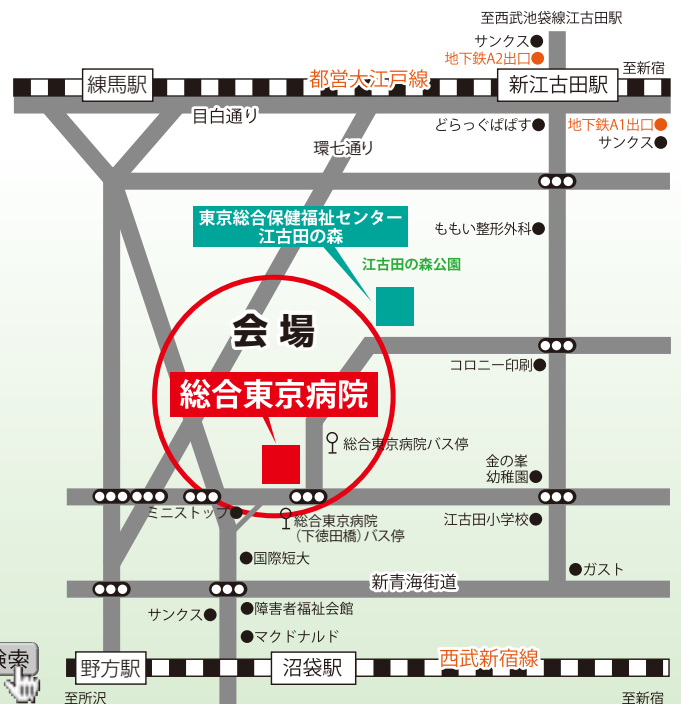 至西武池袋線江古田駅
サンクス
地下鉄A2出口
都営大江戸線
至新宿
練馬駅
新江古田駅
目白通り
どらっぐぱぱす
地下鉄A1出口
サンクス
環七通り
東京総合保健福祉センター
江古田の森
ももい整形外科
江古田の森公園
会場
コロニー印刷
総合東京病院
総合東京病院バス停
金の峯
幼稚園
ミニストップ
総合東京病院
(下徳田橋)バス停
江古田小学校
国際短大
ガスト
新青海街道
サンクス
障害者福祉会館
マクドナルド
検索
野方駅
沼袋駅
西武新宿線
至所沢
至新宿